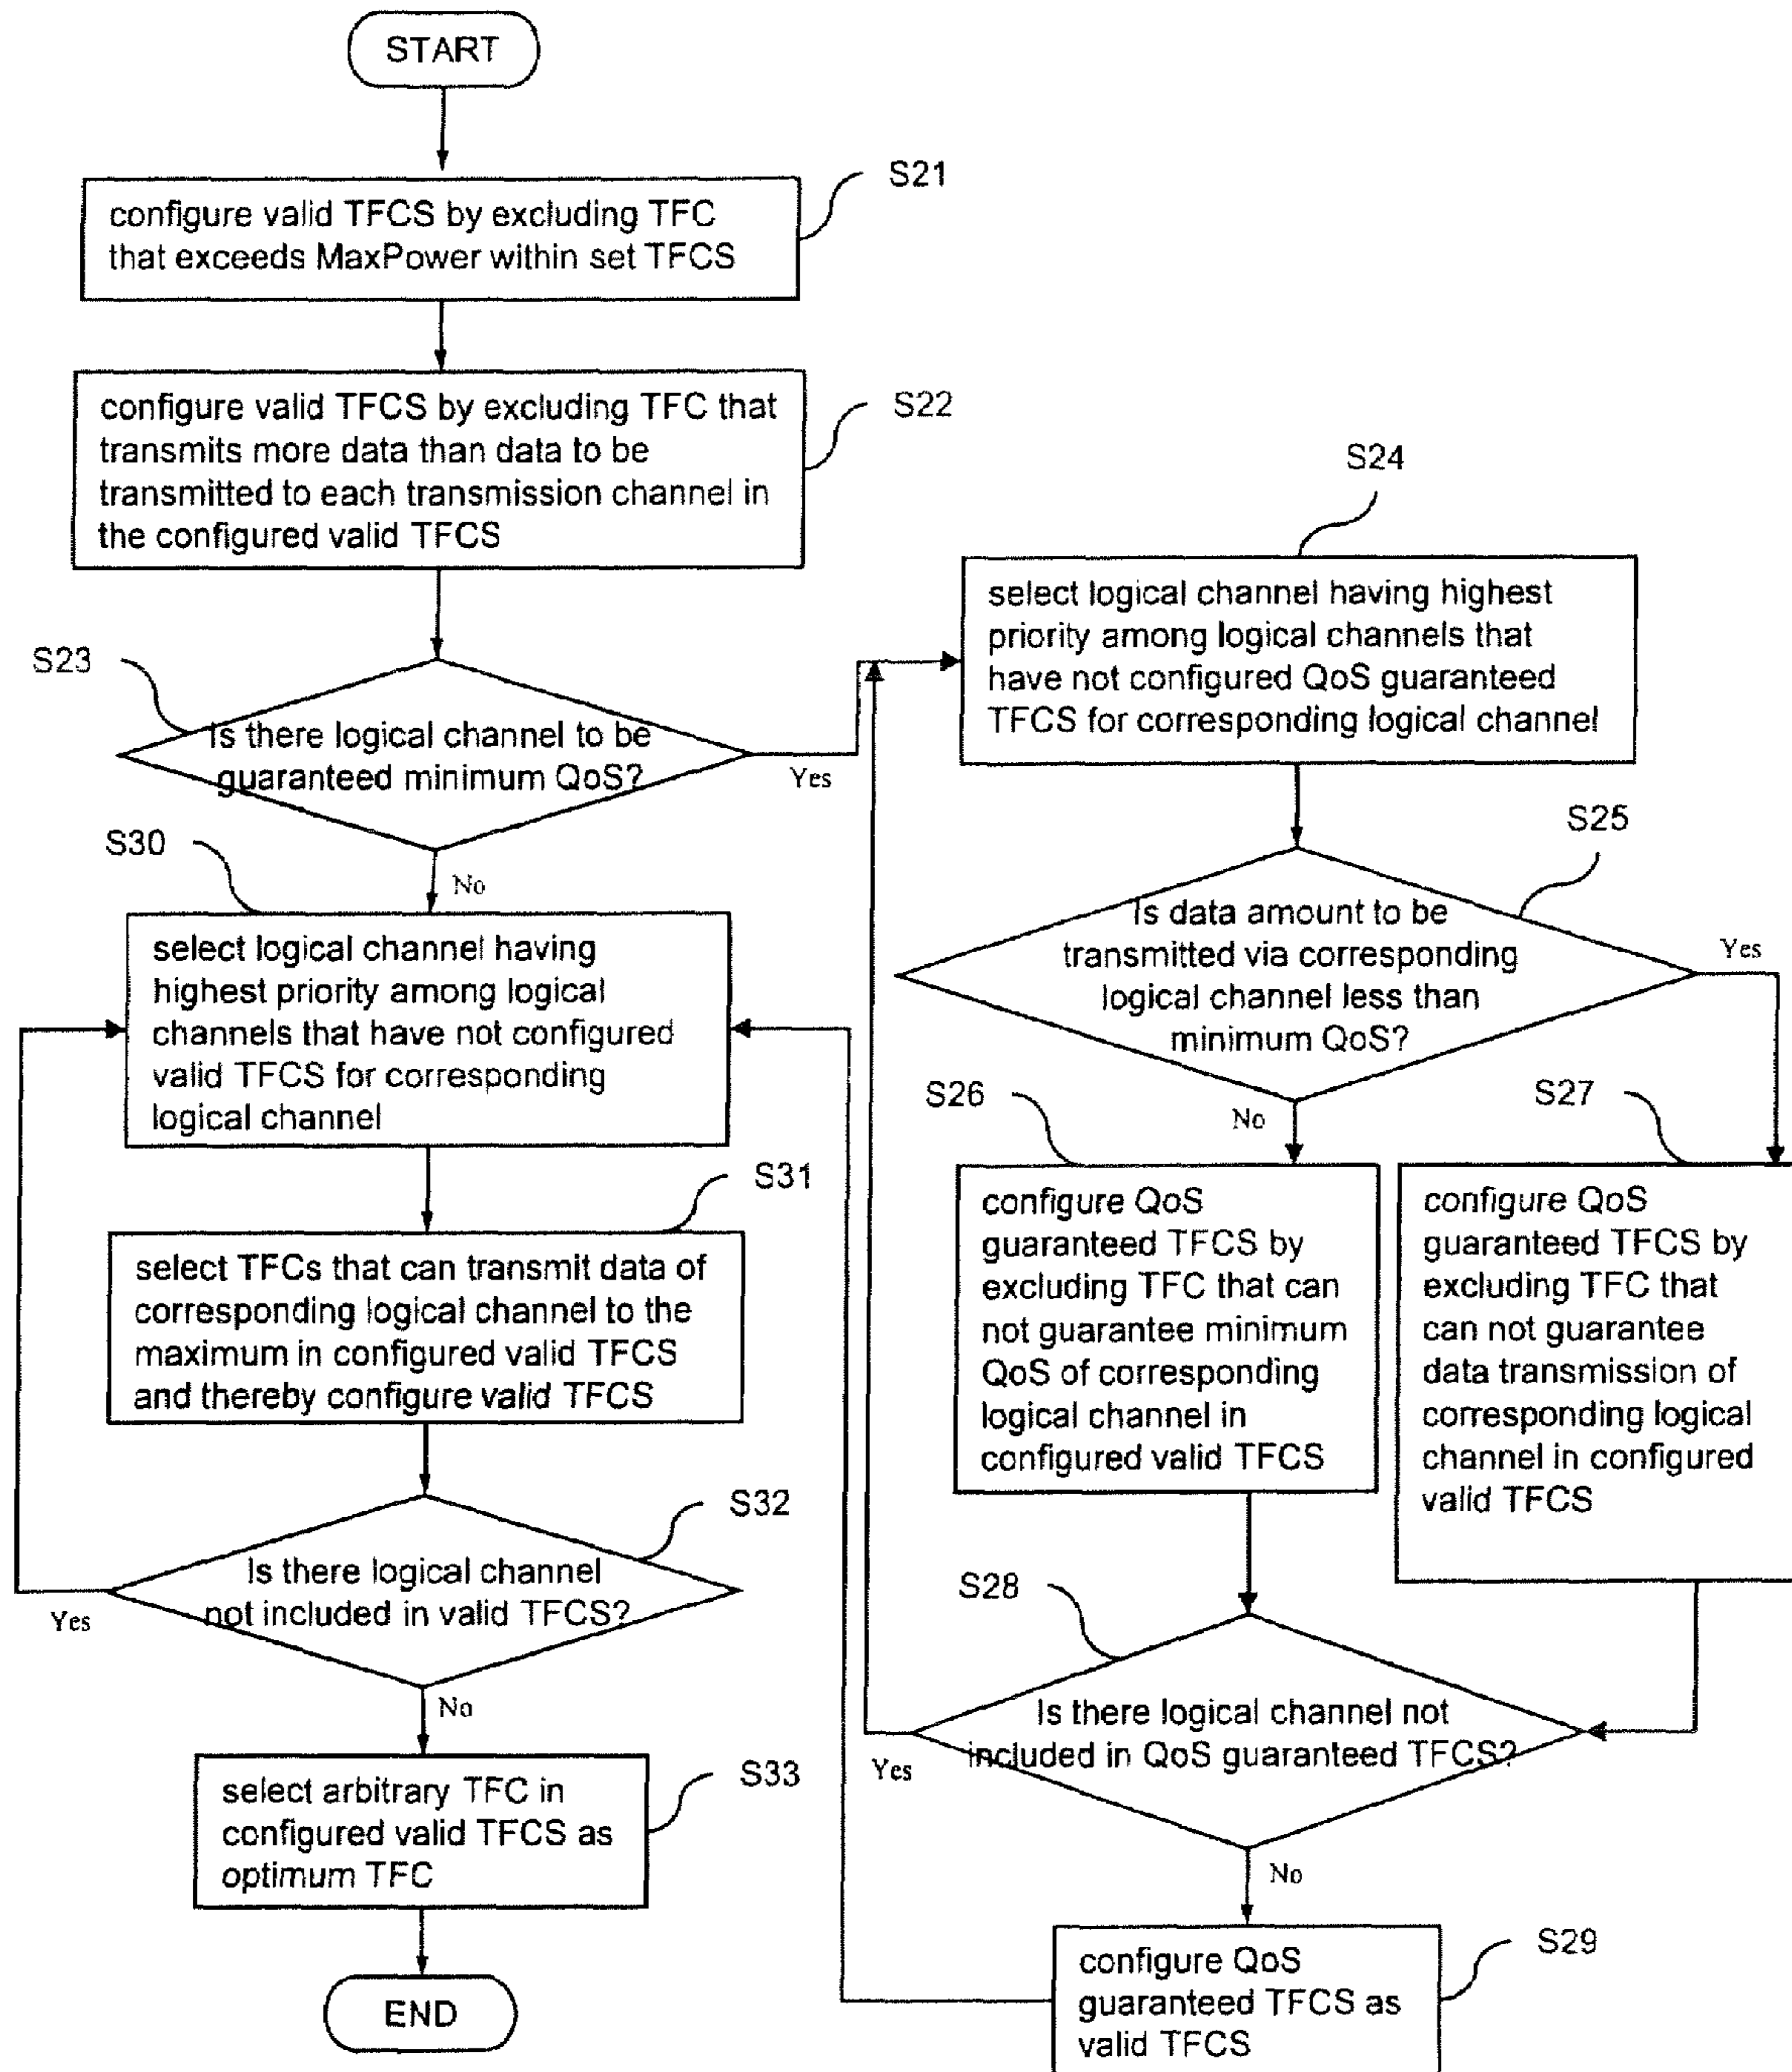 START
S21
configure valid TFCS by excluding TFC
that exceeds MaxPower within set TFCS
S22
configure valid TFCS by excluding TFC that
transmits more data than data to be
transmitted to each transmission channel in
the configured valid TFCS
S23
Is there logical channel to be
guaranteed minimum QoS?
Yes
No
S24
select logical channel having highest
priority among logical channels that
have not configured QoS guaranteed
TFCS for corresponding logical channel
S25
Is data amount to be
transmitted via corresponding
logical channel less than
minimum QoS?
Yes
No
S26
configure QoS
guaranteed TFCS by
excluding TFC that can
not guarantee minimum
QoS of corresponding
logical channel in
configured valid TFCS
S27
configure QoS
guaranteed TFCS by
excluding TFC that
can not guarantee
data transmission of
corresponding logical
channel in configured
valid TFCS
S28
Is there logical channel not
included in QoS guaranteed TFCS?
Yes
No
S29
configure QoS
guaranteed TFCS as
valid TFCS
S30
select logical channel having
highest priority among logical
channels that have not configured
valid TFCS for corresponding
logical channel
S31
select TFCs that can transmit data of
corresponding logical channel to the
maximum in configured valid TFCS
and thereby configure valid TFCS
S32
Is there logical channel
not included in valid TFCS?
Yes
No
S33
select arbitrary TFC in
configured valid TFCS as
optimum TFC
END